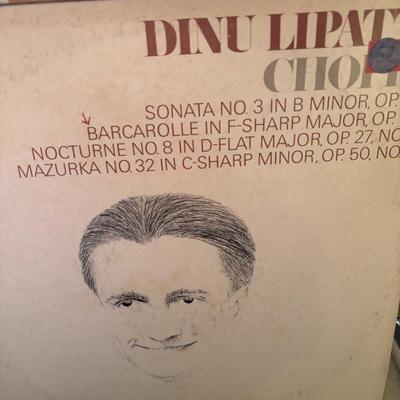 DINU LIPAT
CHOP
SONATA NO. 3 IN B MINOR, OP.
BARCAROLLE IN F-SHARP MAJOR, OP.
NOCTURNE NO. 8 IN D-FLAT MAJOR, OP. 27, NO
MAZURKA NO. 32 IN C-SHARP MINOR, OP. 50, NO.